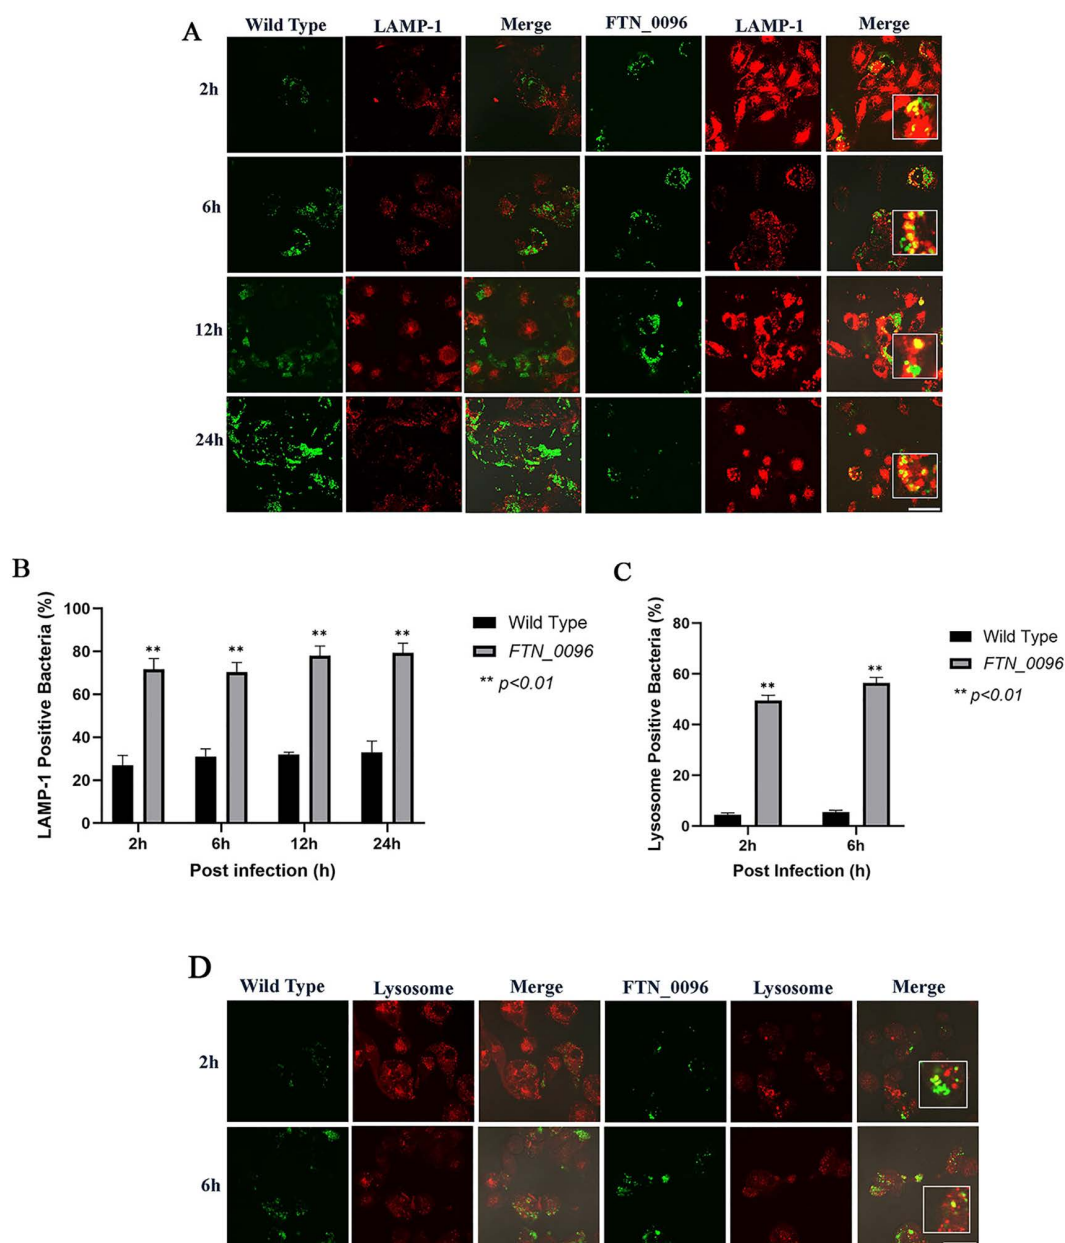 A
Wild Type LAMP-1 Merge FTN_0096 LAMP-1 Merge
2h
6h
12h
24h
B
LAMP-1 Positive Bacteria (%)
100
80
60
40
20
0
** ** ** **
2h 6h 12h 24h
Post infection (h)
Wild Type
FTN_0096
** p<0.01
C
Lysosome Positive Bacteria (%)
80
60
40
20
0
** **
2h 6h
Post Infection (h)
Wild Type
FTN_0096
** p<0.01
D
Wild Type Lysosome Merge FTN_0096 Lysosome Merge
2h
6h